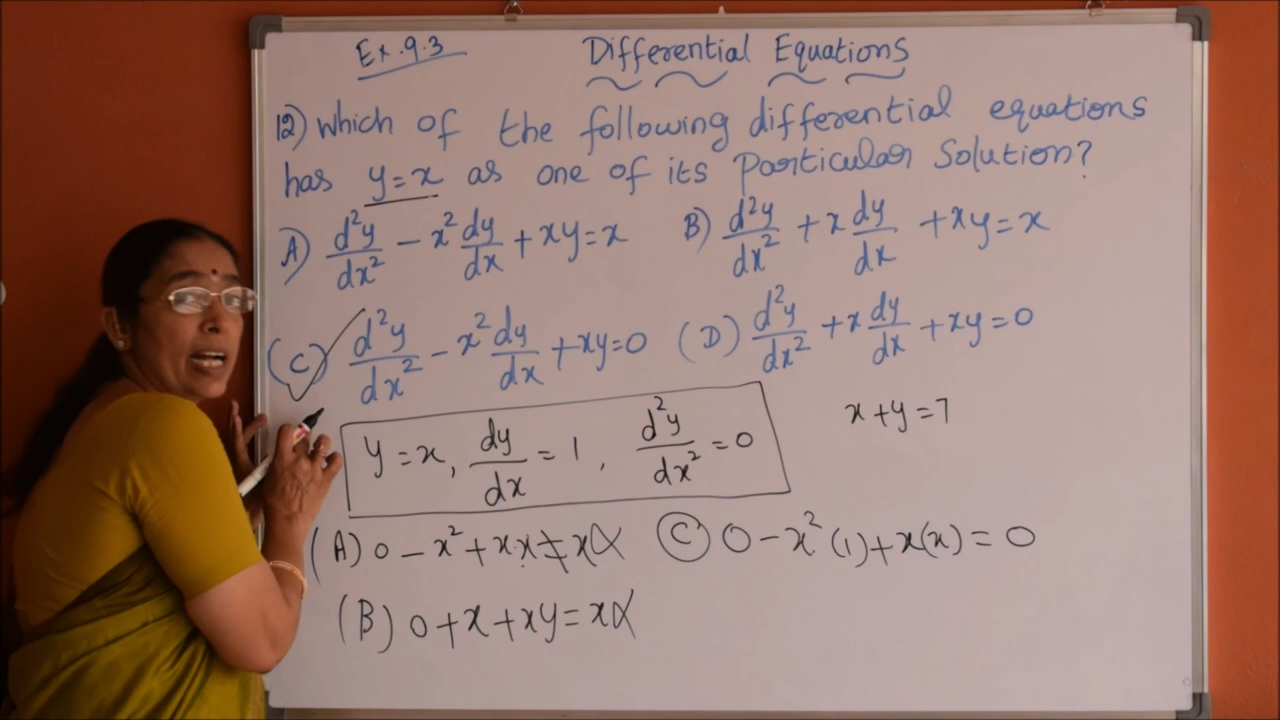 Ex.9.3 Differential Equations
12) Which of the following differential equations
has y=x as one of its Particular Solution?
A) d²y/dx² − x² dy/dx + xy = x B) d²y/dx² + x dy/dx + xy = x
(C) d²y/dx² − x² dy/dx + xy = 0 (D) d²y/dx² + x dy/dx + xy = 0
x + y = 7
y = x, dy/dx = 1, d²y/dx² = 0
(A) 0 − x² + x.x ≠ x (C) 0 − x²(1) + x(x) = 0
(B) 0 + x + xy = x